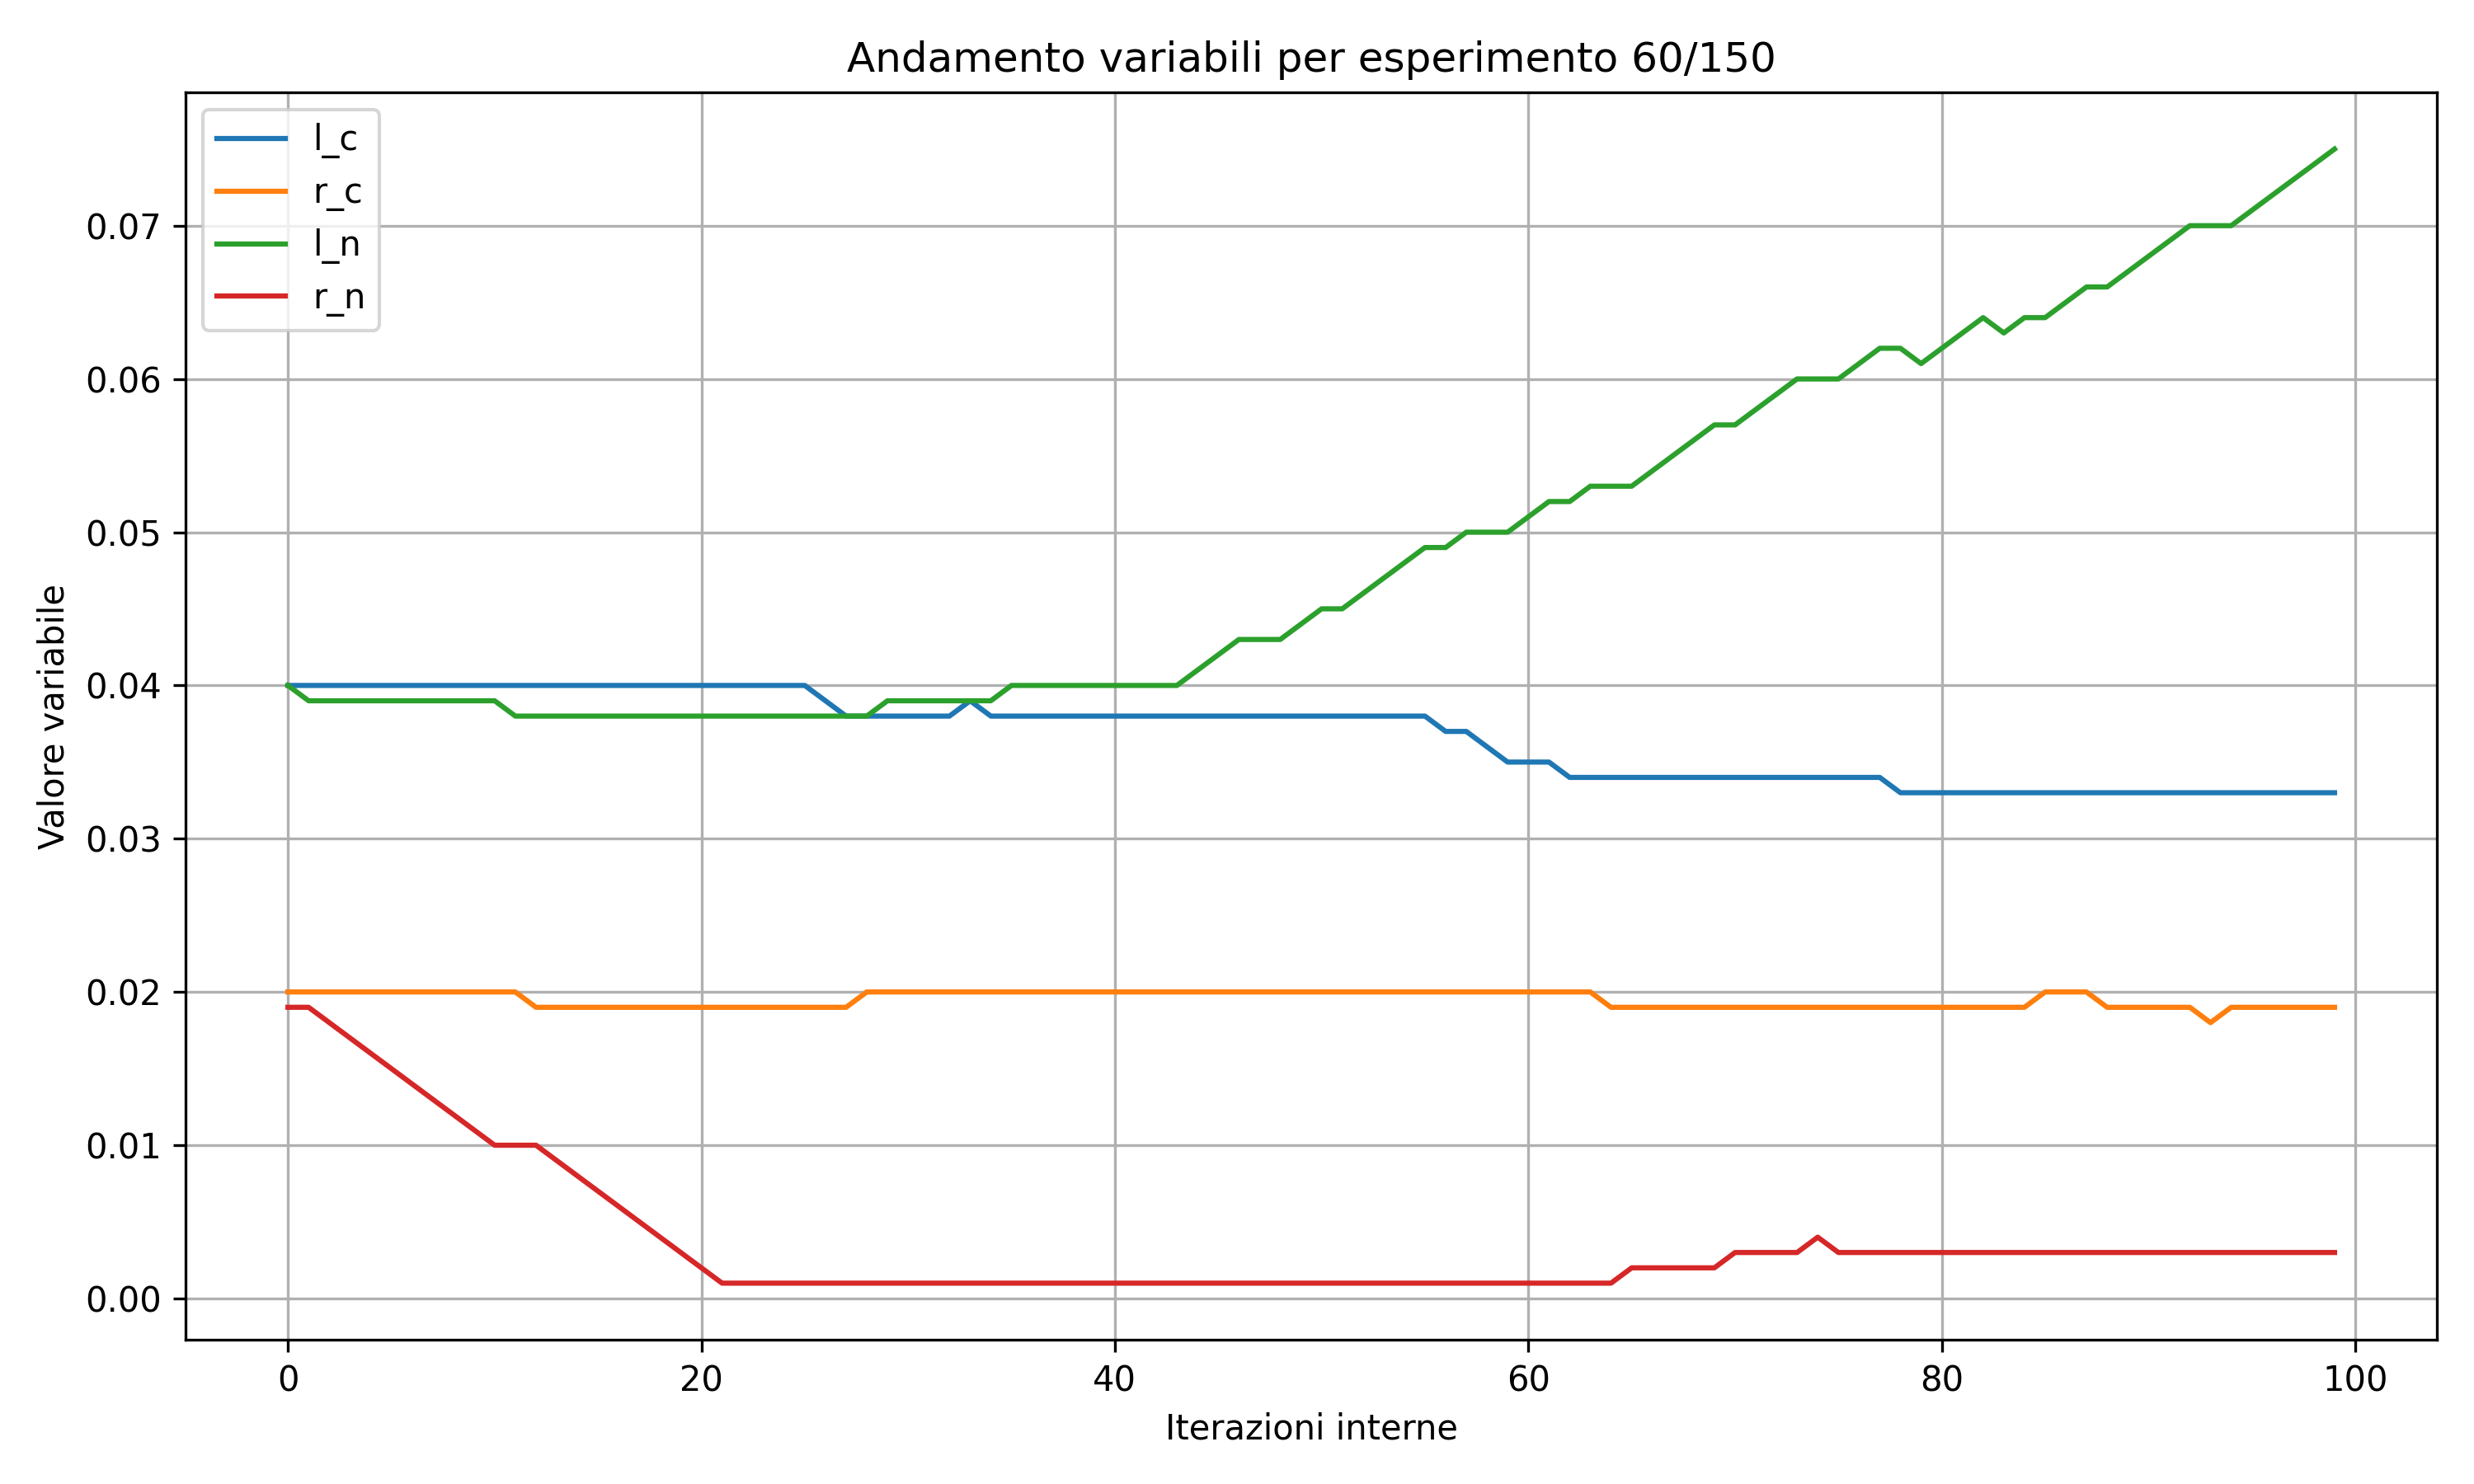 Andamento variabili per esperimento 60/150
l_c
r_c
l_n
r_n
0.07
0.06
0.05
0.04
0.03
0.02
0.01
0.00
Valore variabile
0 20 40 60 80 100
Iterazioni interne